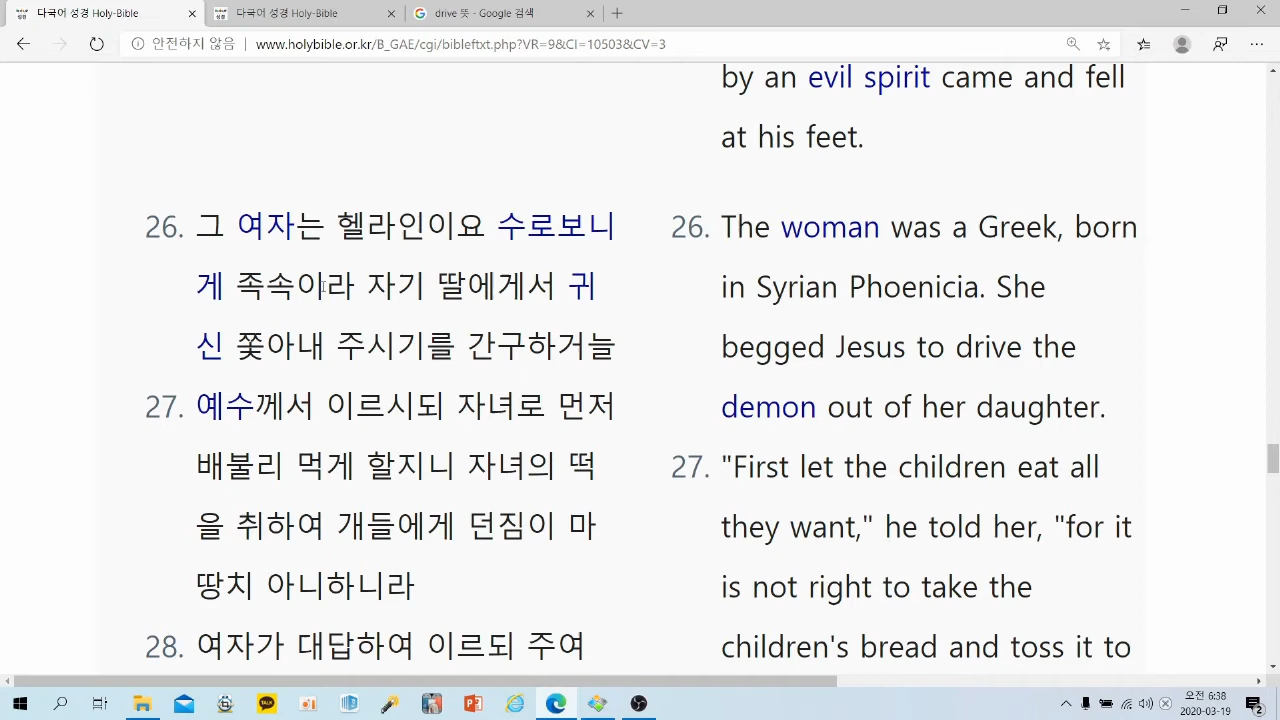 다국어 성경 Holy-Bible
다국어 성경 Holy-Bible
drive 뜻 - Google 검색
안전하지 않음
www.holybible.or.kr/B_GAE/cgi/bibleftxt.php?VR=9&CI=10503&CV=3
26. 그 여자는 헬라인이요 수로보니
게 족속이라 자기 딸에게서 귀
신 쫓아내 주시기를 간구하거늘
27. 예수께서 이르시되 자녀로 먼저
배불리 먹게 할지니 자녀의 떡
을 취하여 개들에게 던짐이 마
땅치 아니하니라
28. 여자가 대답하여 이르되 주여
by an evil spirit came and fell
at his feet.
26. The woman was a Greek, born
in Syrian Phoenicia. She
begged Jesus to drive the
demon out of her daughter.
27. "First let the children eat all
they want," he told her, "for it
is not right to take the
children's bread and toss it to
TALK
오전 6:38
2020-03-19
2